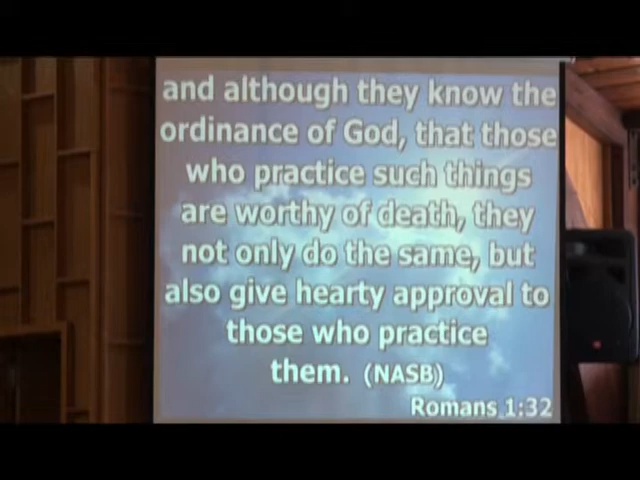 and although they know the
ordinance of God, that those
who practice such things
are worthy of death, they
not only do the same, but
also give hearty approval to
those who practice
them. (NASB)
Romans 1:32